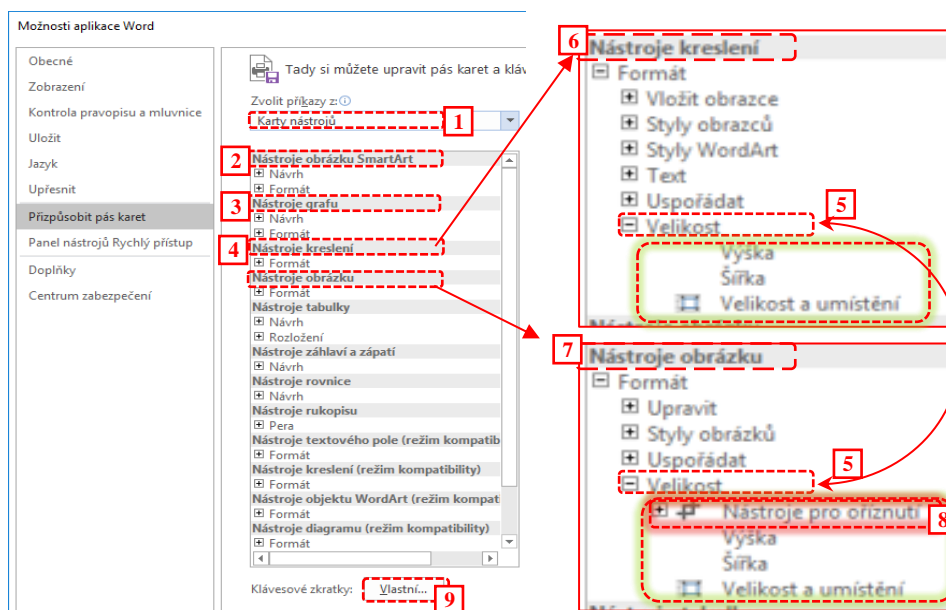 Možnosti aplikace Word
Obecné
Zobrazení
Kontrola pravopisu a mluvnice
Uložit
Jazyk
Upřesnit
Přizpůsobit pás karet
Panel nástrojů Rychlý přístup
Doplňky
Centrum zabezpečení
Tady si můžete upravit pás karet a kláv
Zvolit příkazy z:
Karty nástrojů
1
2
Nástroje obrázku SmartArt
Návrh
Formát
3
Nástroje grafu
Návrh
Formát
4
Nástroje kreslení
Formát
Nástroje obrázku
Formát
Nástroje tabulky
Návrh
Rozložení
Nástroje záhlaví a zápatí
Návrh
Nástroje rovnice
Návrh
Nástroje rukopisu
Pera
Nástroje textového pole (režim kompatib
Formát
Nástroje kreslení (režim kompatibility)
Formát
Nástroje objektu WordArt (režim kompat
Formát
Nástroje diagramu (režim kompatibility)
Formát
Klávesové zkratky: Vlastní...
9
6
Nástroje kreslení
Formát
Vložit obrazce
Styly obrazců
Styly WordArt
Text
Uspořádat
5
Velikost
Výška
Šířka
Velikost a umístění
7
Nástroje obrázku
Formát
Upravit
Styly obrázků
Uspořádat
5
Velikost
Nástroje pro oříznutí
8
Výška
Šířka
Velikost a umístění